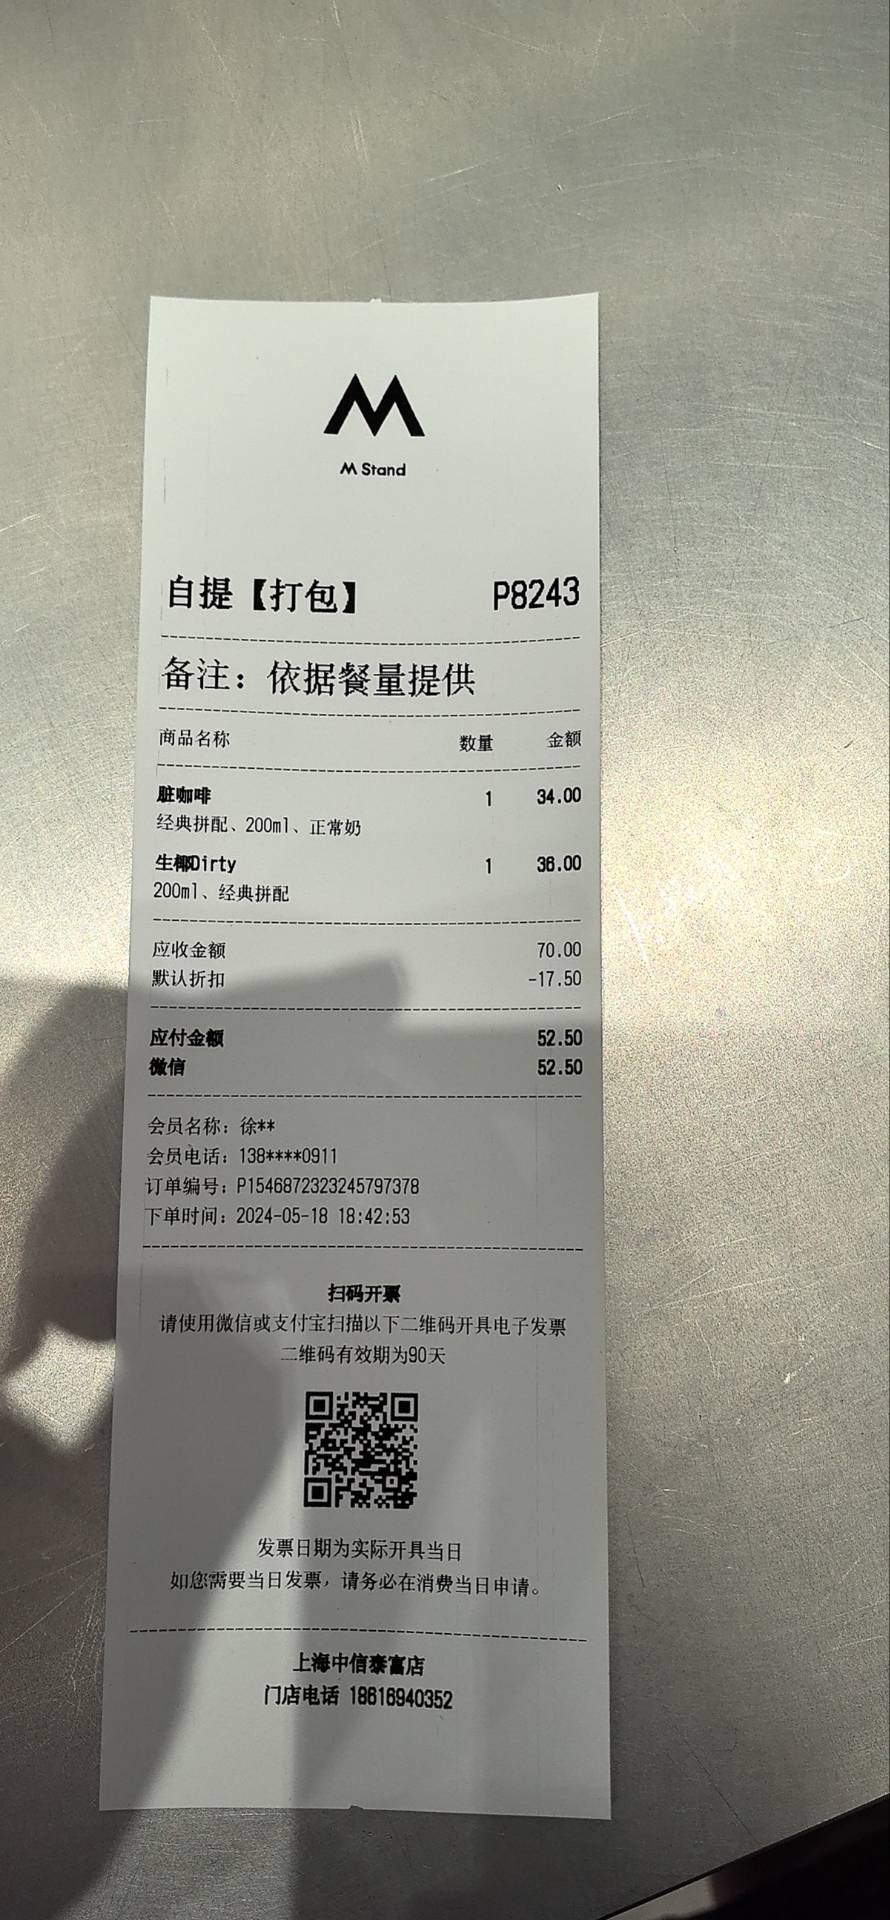 M Stand
自提【打包】 P8243
备注：依据餐量提供
商品名称 数量 金额
脏咖啡 1 34.00
经典拼配、200ml、正常奶
生椰Dirty 1 36.00
200ml、经典拼配
应收金额 70.00
默认折扣 -17.50
应付金额 52.50
微信 52.50
会员名称：徐**
会员电话：138****0911
订单编号：P1546872323245797378
下单时间：2024-05-18 18:42:53
扫码开票
请使用微信或支付宝扫描以下二维码开具电子发票
二维码有效期为90天
发票日期为实际开具当日
如您需要当日发票，请务必在消费当日申请。
上海中信泰富店
门店电话 18616940352